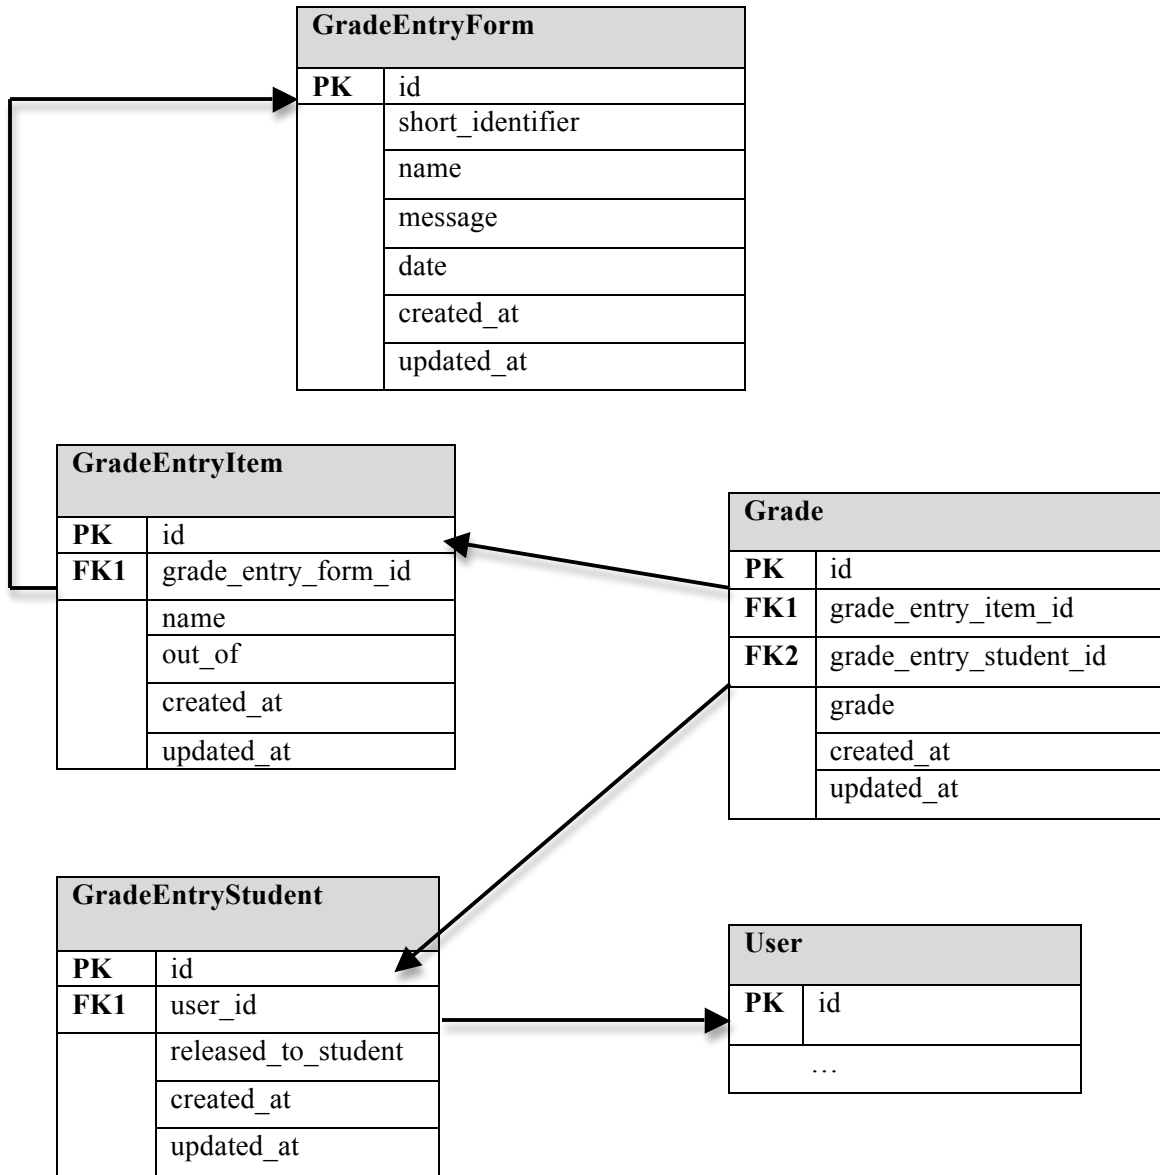 GradeEntryForm
PK id
short_identifier
name
message
date
created_at
updated_at
GradeEntryItem
PK id
FK1 grade_entry_form_id
name
out_of
created_at
updated_at
Grade
PK id
FK1 grade_entry_item_id
FK2 grade_entry_student_id
grade
created_at
updated_at
GradeEntryStudent
PK id
FK1 user_id
released_to_student
created_at
updated_at
User
PK id
…